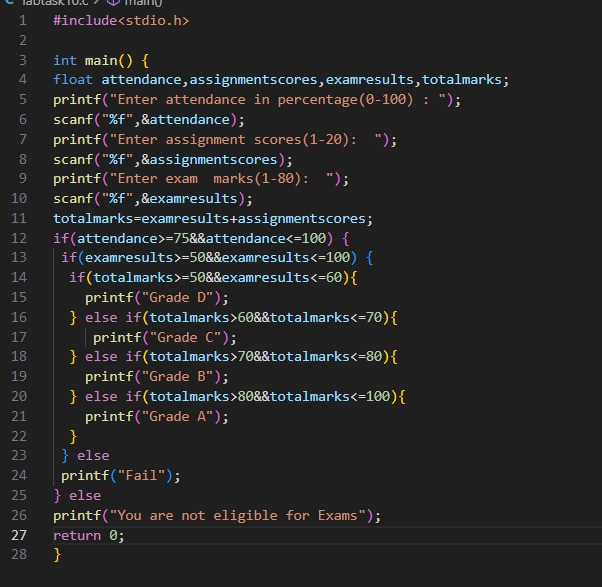 labtask10.c > main()
1 #include<stdio.h>
2
3 int main() {
4 float attendance,assignmentscores,examresults,totalmarks;
5 printf("Enter attendance in percentage(0-100) : ");
6 scanf("%f",&attendance);
7 printf("Enter assignment scores(1-20):  ");
8 scanf("%f",&assignmentscores);
9 printf("Enter exam  marks(1-80):  ");
10 scanf("%f",&examresults);
11 totalmarks=examresults+assignmentscores;
12 if(attendance>=75&&attendance<=100) {
13  if(examresults>=50&&examresults<=100) {
14   if(totalmarks>=50&&examresults<=60){
15     printf("Grade D");
16   } else if(totalmarks>60&&totalmarks<=70){
17      printf("Grade C");
18   } else if(totalmarks>70&&totalmarks<=80){
19     printf("Grade B");
20   } else if(totalmarks>80&&totalmarks<=100){
21     printf("Grade A");
22   }
23  } else
24  printf("Fail");
25 } else
26 printf("You are not eligible for Exams");
27 return 0;
28 }